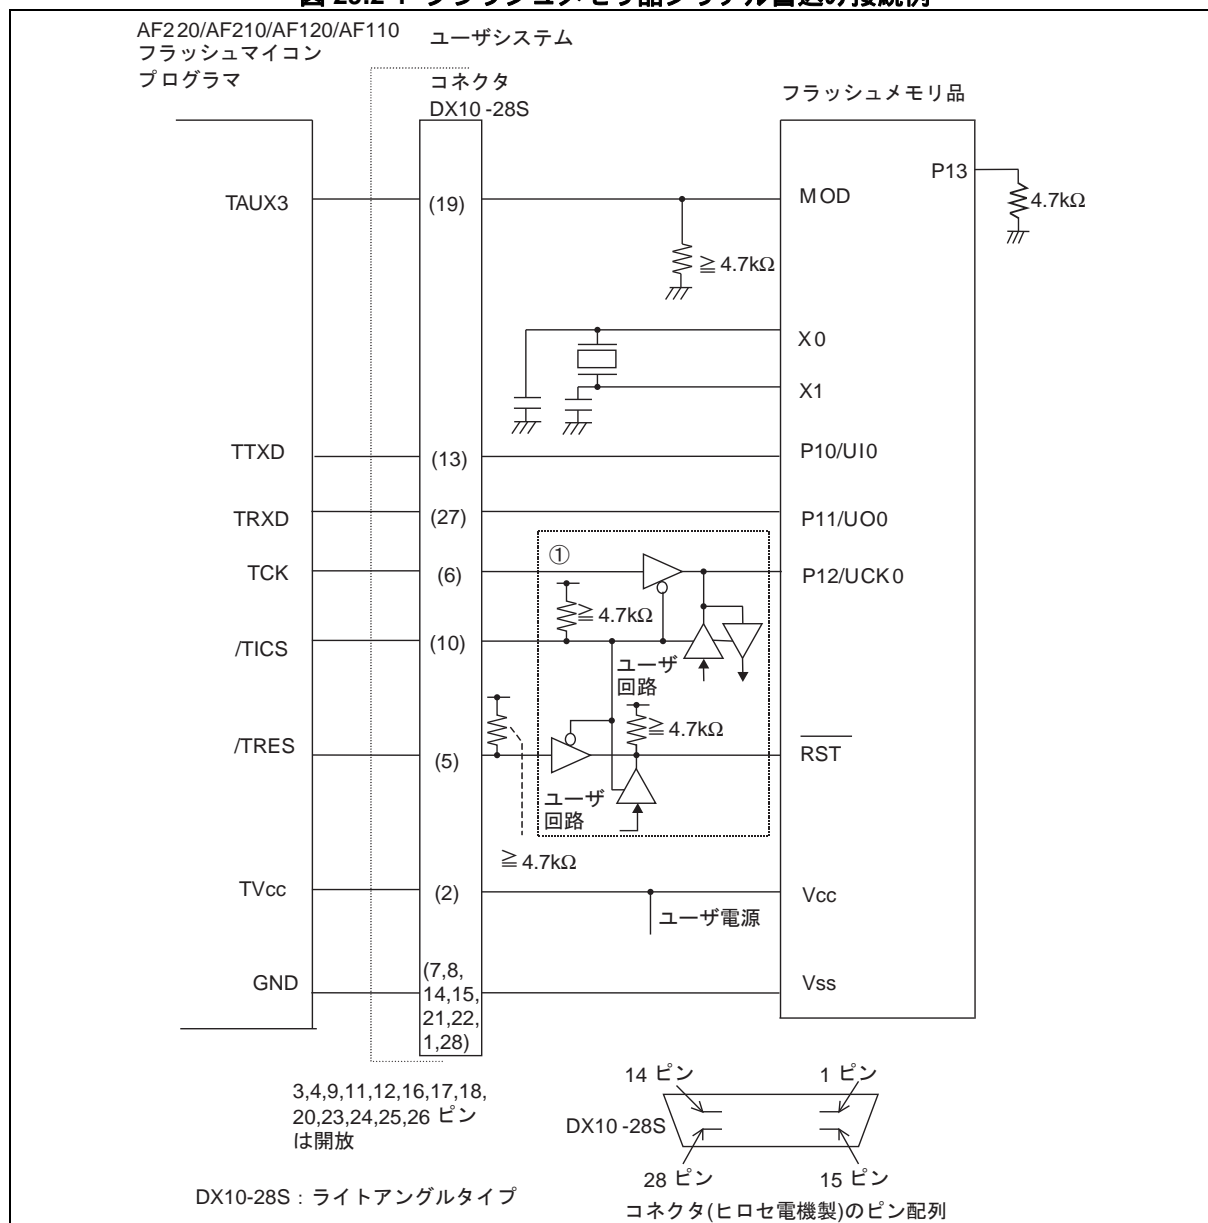 AF220/AF210/AF120/AF110
フラッシュマイコン
プログラマ
ユーザシステム
コネクタ
DX10-28S
フラッシュメモリ品
P13
4.7kΩ
TAUX3
(19)
MOD
≧ 4.7kΩ
X0
X1
TTXD
(13)
P10/UI0
TRXD
(27)
P11/UO0
①
TCK
(6)
P12/UCK0
≧ 4.7kΩ
/TICS
(10)
ユーザ
回路
≧ 4.7kΩ
/TRES
(5)
RST
ユーザ
回路
≧ 4.7kΩ
TVcc
(2)
Vcc
ユーザ電源
GND
(7,8,
14,15,
21,22,
1,28)
Vss
3,4,9,11,12,16,17,18,
20,23,24,25,26 ピン
は開放
14 ピン
1 ピン
DX10-28S
28 ピン
15 ピン
DX10-28S : ライトアングルタイプ
コネクタ(ヒロセ電機製)のピン配列